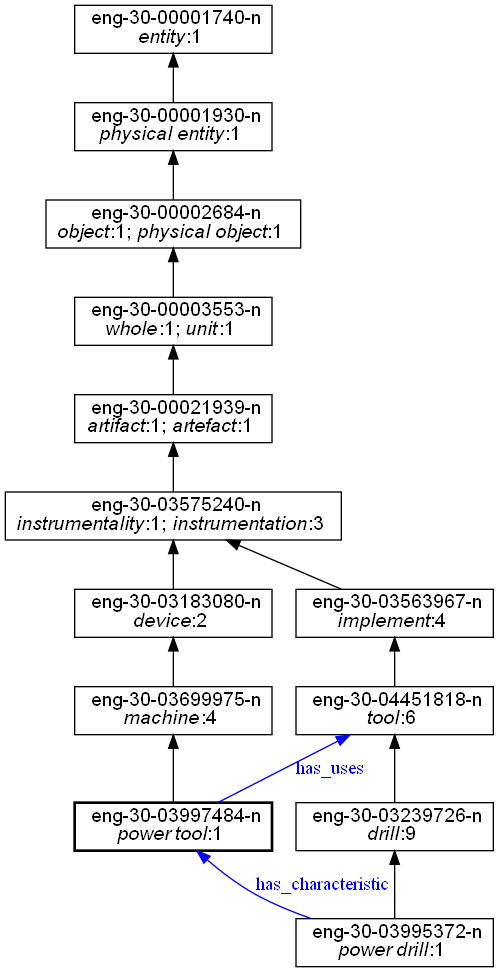 eng-30-00001740-n
entity:1
eng-30-00001930-n
physical entity:1
eng-30-00002684-n
object:1; physical object:1
eng-30-00003553-n
whole:1; unit:1
eng-30-00021939-n
artifact:1; artefact:1
eng-30-03575240-n
instrumentality:1; instrumentation:3
eng-30-03183080-n
device:2
eng-30-03563967-n
implement:4
eng-30-03699975-n
machine:4
eng-30-04451818-n
tool:6
has_uses
eng-30-03997484-n
power tool:1
eng-30-03239726-n
drill:9
has_characteristic
eng-30-03995372-n
power drill:1